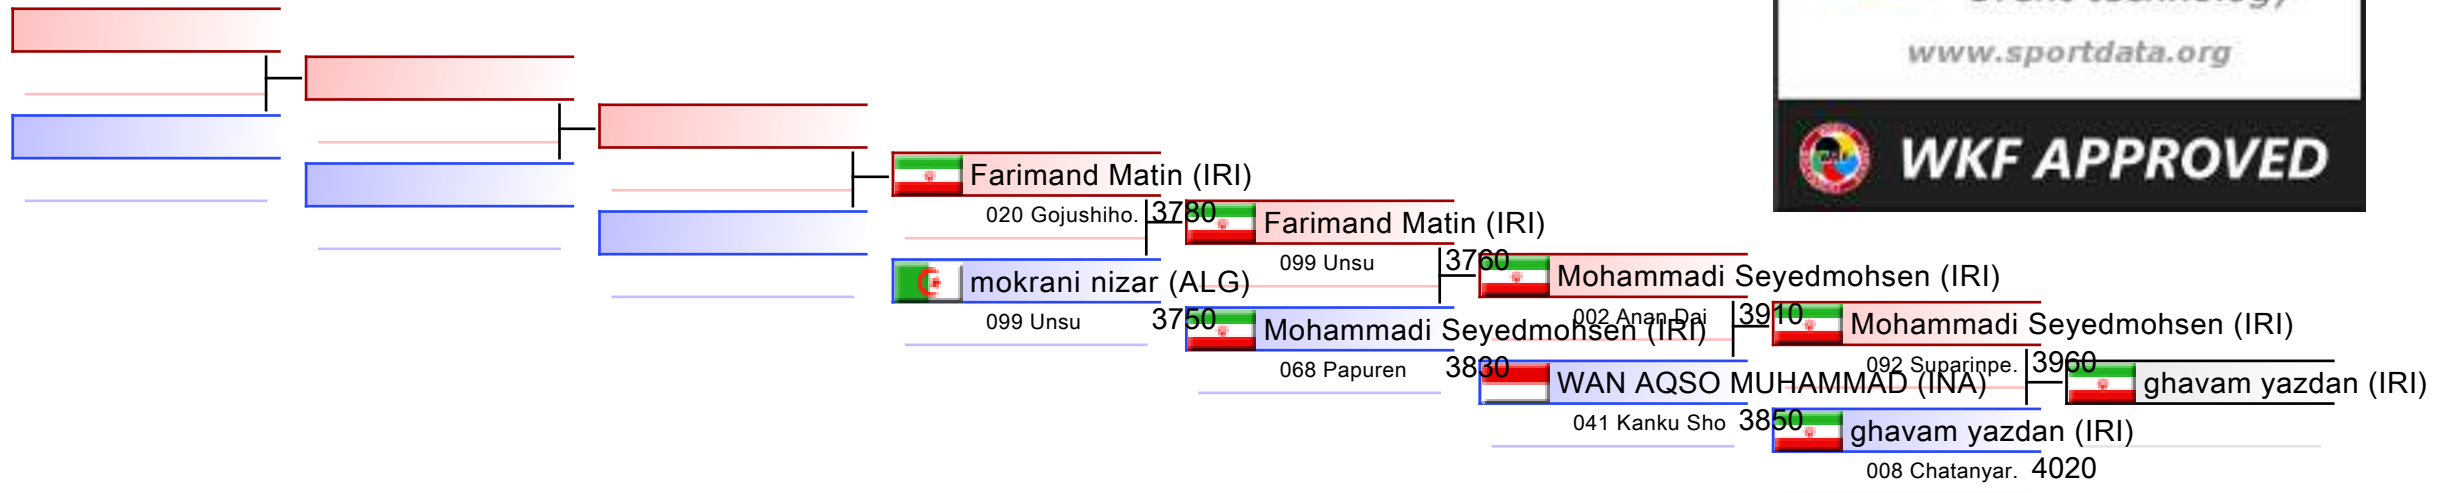 www.sportdata.org
WKF APPROVED
Farimand Matin (IRI)
020 Gojushiho. 3780
mokrani nizar (ALG)
099 Unsu 3750
Farimand Matin (IRI)
099 Unsu 3760
Mohammadi Seyedmohsen (IRI)
068 Papuren 3830
Mohammadi Seyedmohsen (IRI)
002 Anan Dai 3910
WAN AQSO MUHAMMAD (INA)
041 Kanku Sho 3850
Mohammadi Seyedmohsen (IRI)
092 Suparinpe. 3960
ghavam yazdan (IRI)
008 Chatanyar. 4020
ghavam yazdan (IRI)